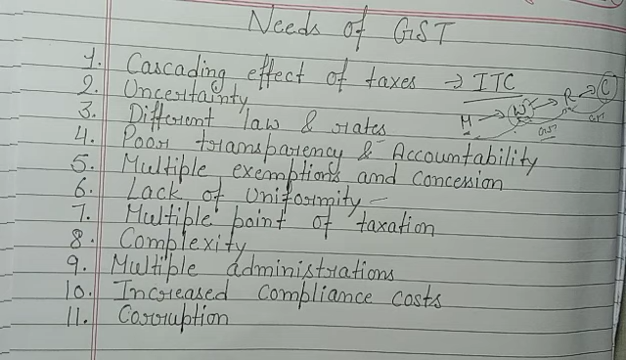 Needs of GST
1. Cascading effect of taxes → ITC
2. Uncertainty
3. Different law & rates
M → W → R → C
4. Poor transparency & Accountability
5. Multiple exemptions and concession
6. Lack of Uniformity -
7. Multiple point of taxation
8. Complexity
9. Multiple administrations
10. Increased compliance costs
11. Corruption